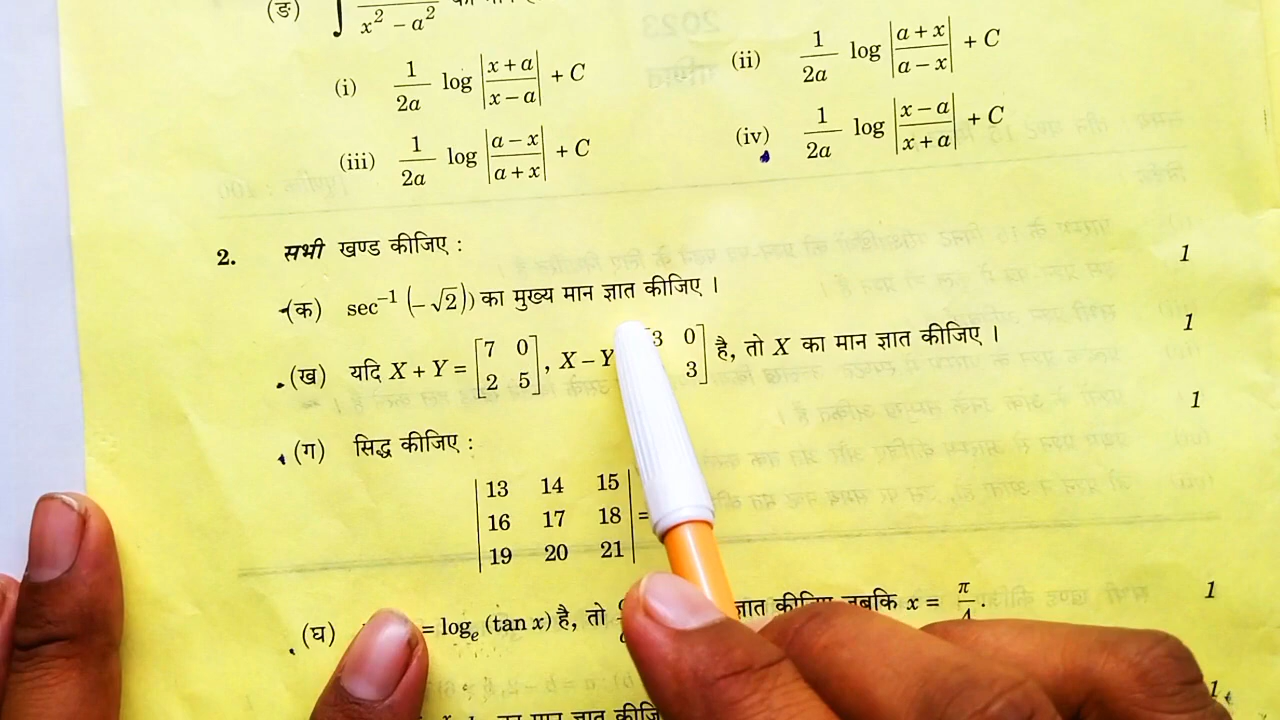 (ङ) ∫ x² − a²
(i) 1/2a log |x + a / x − a| + C (ii) 1/2a log |a + x / a − x| + C
(iii) 1/2a log |a − x / a + x| + C (iv) 1/2a log |x − a / x + a| + C
2. सभी खण्ड कीजिए :
(क) sec⁻¹ (−√2)) का मुख्य मान ज्ञात कीजिए । 1
(ख) यदि X + Y = [7 0; 2 5], X − Y [3 0; 3] है, तो X का मान ज्ञात कीजिए । 1
(ग) सिद्ध कीजिए : 1
|13 14 15|
|16 17 18| =
|19 20 21|
(घ) = logₑ (tan x) है, तो ज्ञात कीजिए जबकि x = π/4 . 1
मान ज्ञात कीजि 1